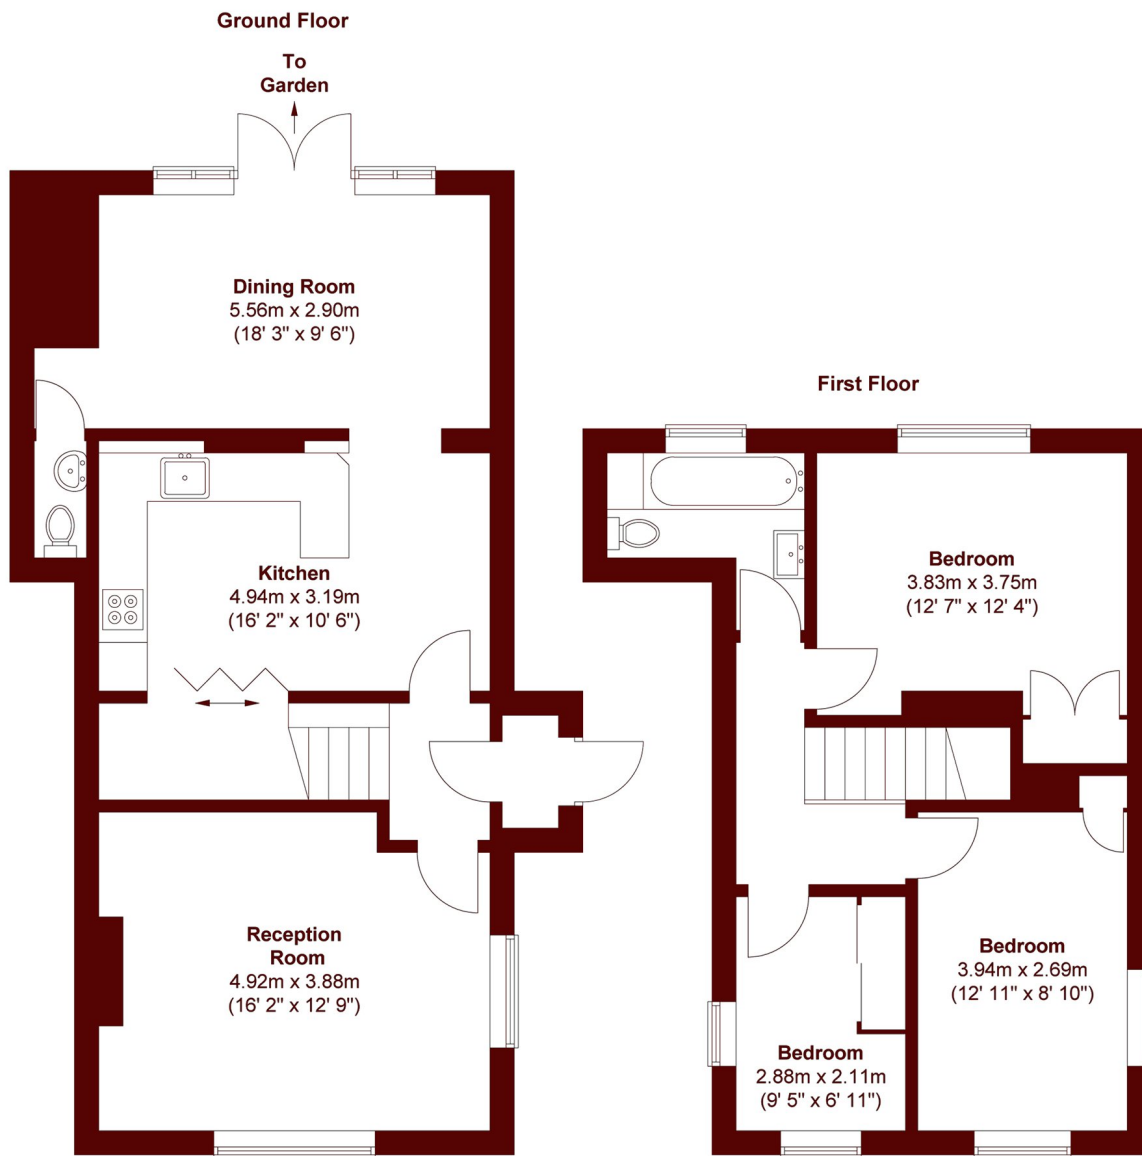 Ground Floor
To
Garden
Dining Room
5.56m x 2.90m
(18' 3" x 9' 6")
Kitchen
4.94m x 3.19m
(16' 2" x 10' 6")
Reception
Room
4.92m x 3.88m
(16' 2" x 12' 9")
First Floor
Bedroom
3.83m x 3.75m
(12' 7" x 12' 4")
Bedroom
3.94m x 2.69m
(12' 11" x 8' 10")
Bedroom
2.88m x 2.11m
(9' 5" x 6' 11")